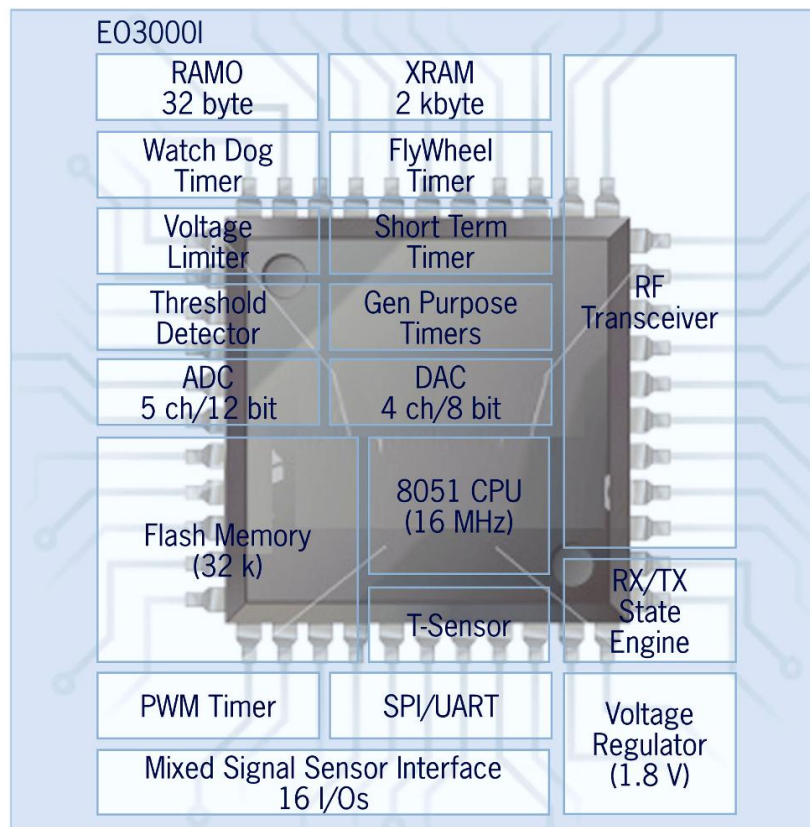 EO3000I
RAMO
32 byte
XRAM
2 kbyte
Watch Dog
Timer
FlyWheel
Timer
Voltage
Limiter
Short Term
Timer
RF
Transceiver
Threshold
Detector
Gen Purpose
Timers
ADC
5 ch/12 bit
DAC
4 ch/8 bit
Flash Memory
(32 k)
8051 CPU
(16 MHz)
RX/TX
State
Engine
T-Sensor
PWM Timer
SPI/UART
Voltage
Regulator
(1.8 V)
Mixed Signal Sensor Interface
16 I/Os